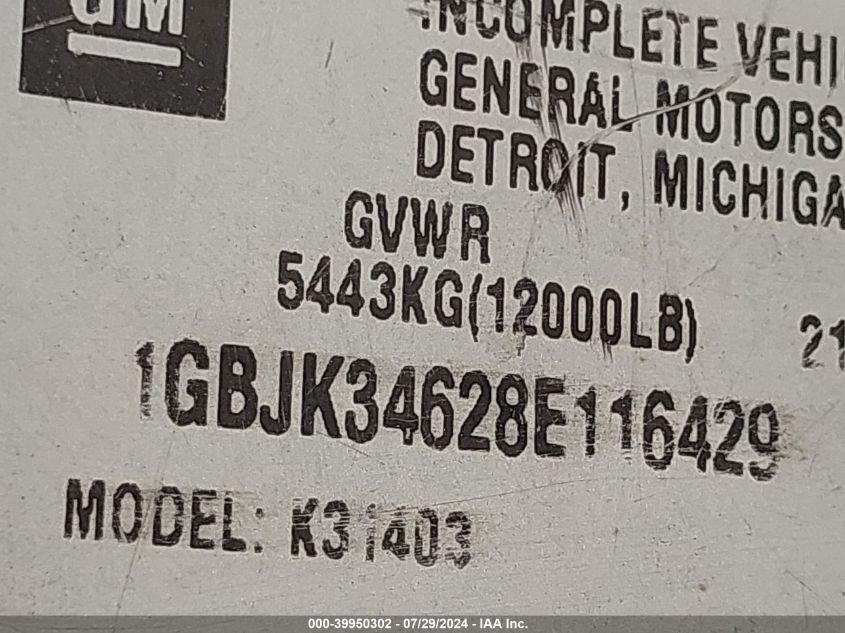 GM
INCOMPLETE VEHI
GENERAL MOTORS
DETROIT, MICHIGA
GVWR
5443KG(12000LB) 21
1GBJK34628E116429
MODEL: K31403
000-39950302 - 07/29/2024 - IAA Inc.